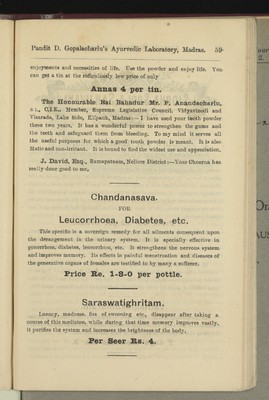 Pandit D. Gopalacharlu's Ayurvedic Laboratory, Madras. 59
enjoyments and necessities of life. Use the powder and enjoy life. You
can get a tin at the ridiculously low price of only
Annas 4 per tin.
The Honourable Rai Bahadur Mr. P. Anandacharlu,
B.L., C.I.E., Member, Supreme Legislative Council, Vidyavinodi and
Visarada, Lake Side, Kilpauk, Madras:—I have used your tooth powder
these two years. It has a wonderful power to strengthen the gums and
the teeth and safeguard them from bleeding. To my mind it serves all
the useful purposes for which a good tooth powder is meant. It is also
Matic and non-irritant. It is bound to find the widest use and appreciation.
J. David, Esq., Ramapatnam, Nellore District:—Your Dhoorna has
really done good to me.
Chandanasava.
FOR
Leucorrhoea, Diabetes, etc.
This specific is a sovereign remedy for all ailments consequent upon
the derangement in the urinary system. It is specially effective in
gonorrhoea, diabetes, leucorrhoea, etc. It strengthens the nervous system
and improves memory. Its effects in painful menstruation and diseases of
the generative organs of females are testified to by many a sufferer.
Price Re. 1-8-0 per pottle.
Saraswatighritam.
Lunacy, madness, fits of swooning etc., disappear after taking a
course of this medicine, while during that time memory improves vastly.
It purifies the system and increases the brightness of the body.
Per Seer Rs. 4.